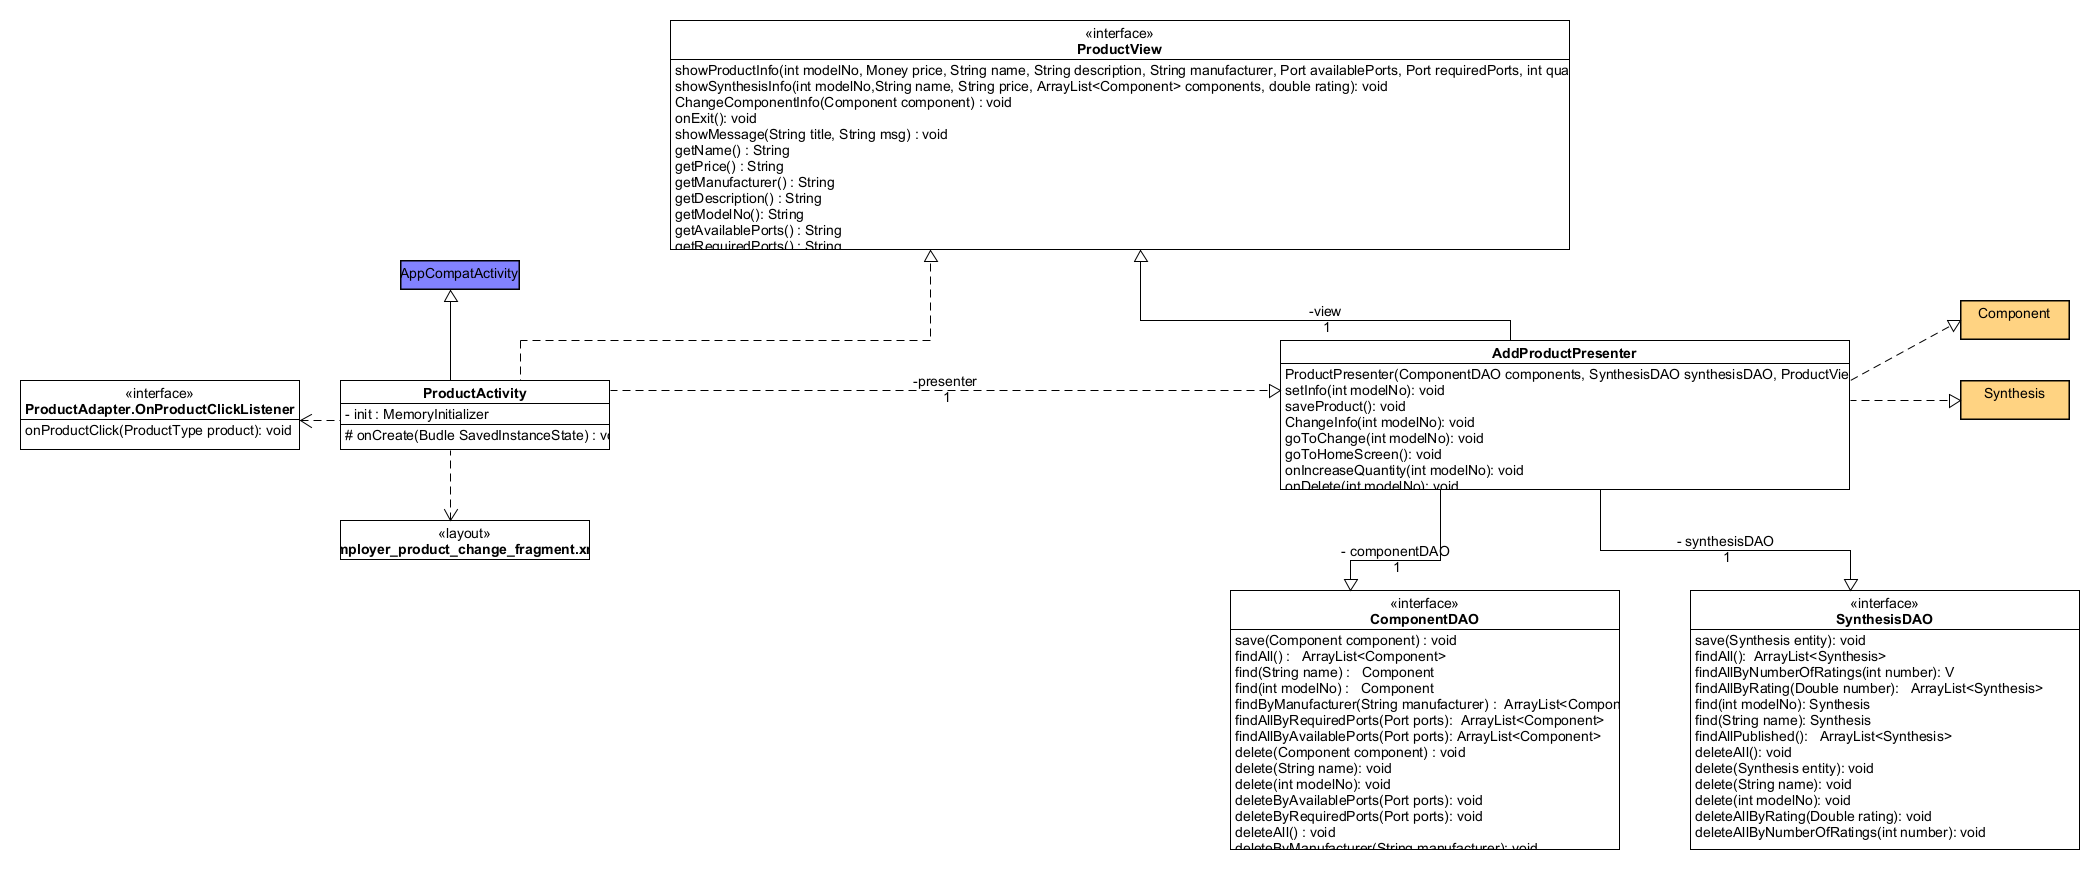 «interface»
ProductView
showProductInfo(int modelNo, Money price, String name, String description, String manufacturer, Port availablePorts, Port requiredPorts, int qua
showSynthesisInfo(int modelNo,String name, String price, ArrayList<Component> components, double rating): void
ChangeComponentInfo(Component component) : void
onExit(): void
showMessage(String title, String msg) : void
getName() : String
getPrice() : String
getManufacturer() : String
getDescription() : String
getModelNo(): String
getAvailablePorts() : String
getRequiredPorts() : String
AppCompatActivity
-view
1
Component
Synthesis
«interface»
ProductAdapter.OnProductClickListener
onProductClick(ProductType product): void
ProductActivity
- init : MemoryInitializer
# onCreate(Budle SavedInstanceState) : v
-presenter
1
AddProductPresenter
ProductPresenter(ComponentDAO components, SynthesisDAO synthesisDAO, ProductVie
setInfo(int modelNo): void
saveProduct(): void
ChangeInfo(int modelNo): void
goToChange(int modelNo): void
goToHomeScreen(): void
onIncreaseQuantity(int modelNo): void
onDelete(int modelNo): void
«layout»
mployer_product_change_fragment.x
- componentDAO
1
- synthesisDAO
1
«interface»
ComponentDAO
save(Component component) : void
findAll() : ArrayList<Component>
find(String name) : Component
find(int modelNo) : Component
findByManufacturer(String manufacturer) : ArrayList<Compon
findAllByRequiredPorts(Port ports): ArrayList<Component>
findAllByAvailablePorts(Port ports): ArrayList<Component>
delete(Component component) : void
delete(String name): void
delete(int modelNo): void
deleteByAvailablePorts(Port ports): void
deleteByRequiredPorts(Port ports): void
deleteAll() : void
deleteByManufacturer(String manufacturer): void
«interface»
SynthesisDAO
save(Synthesis entity): void
findAll(): ArrayList<Synthesis>
findAllByNumberOfRatings(int number): V
findAllByRating(Double number): ArrayList<Synthesis>
find(int modelNo): Synthesis
find(String name): Synthesis
findAllPublished(): ArrayList<Synthesis>
deleteAll(): void
delete(Synthesis entity): void
delete(String name): void
delete(int modelNo): void
deleteAllByRating(Double rating): void
deleteAllByNumberOfRatings(int number): void